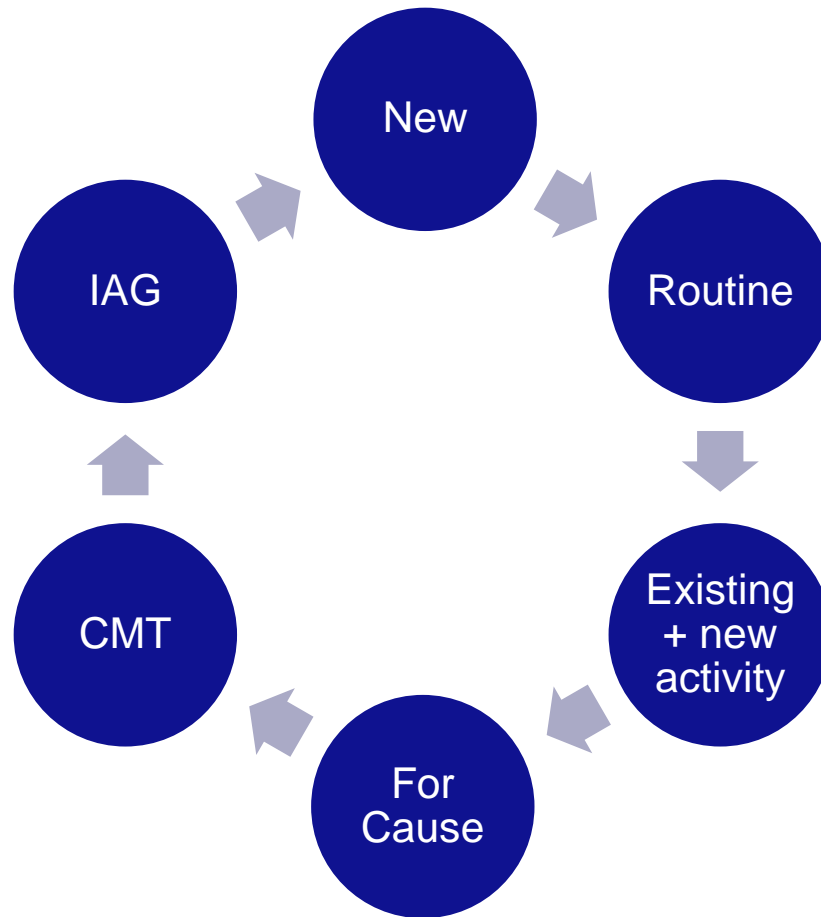 New
Routine
Existing
+ new
activity
For
Cause
CMT
IAG